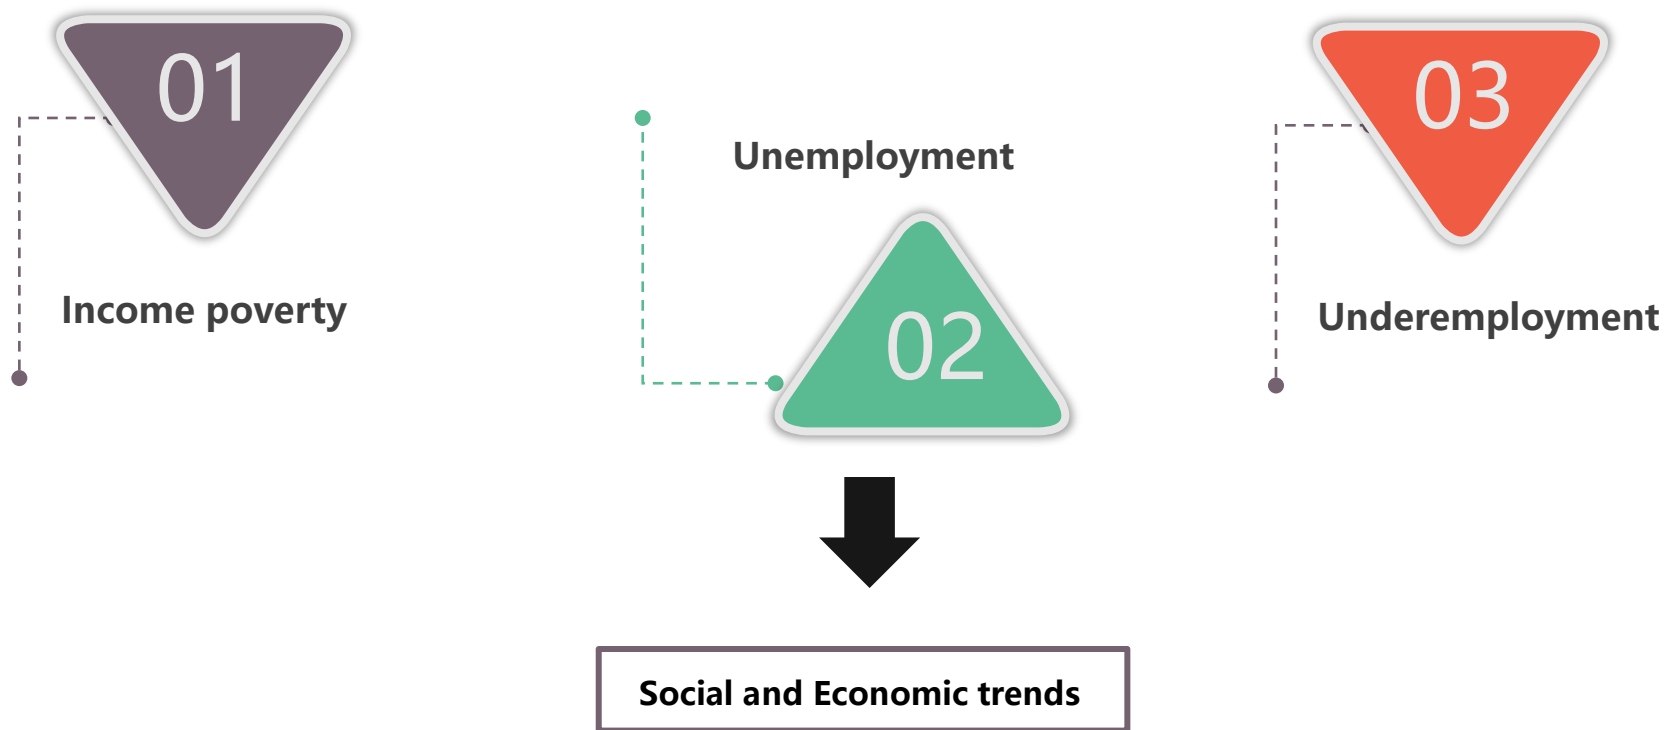 01
Income poverty
Unemployment
02
03
Underemployment
Social and Economic trends